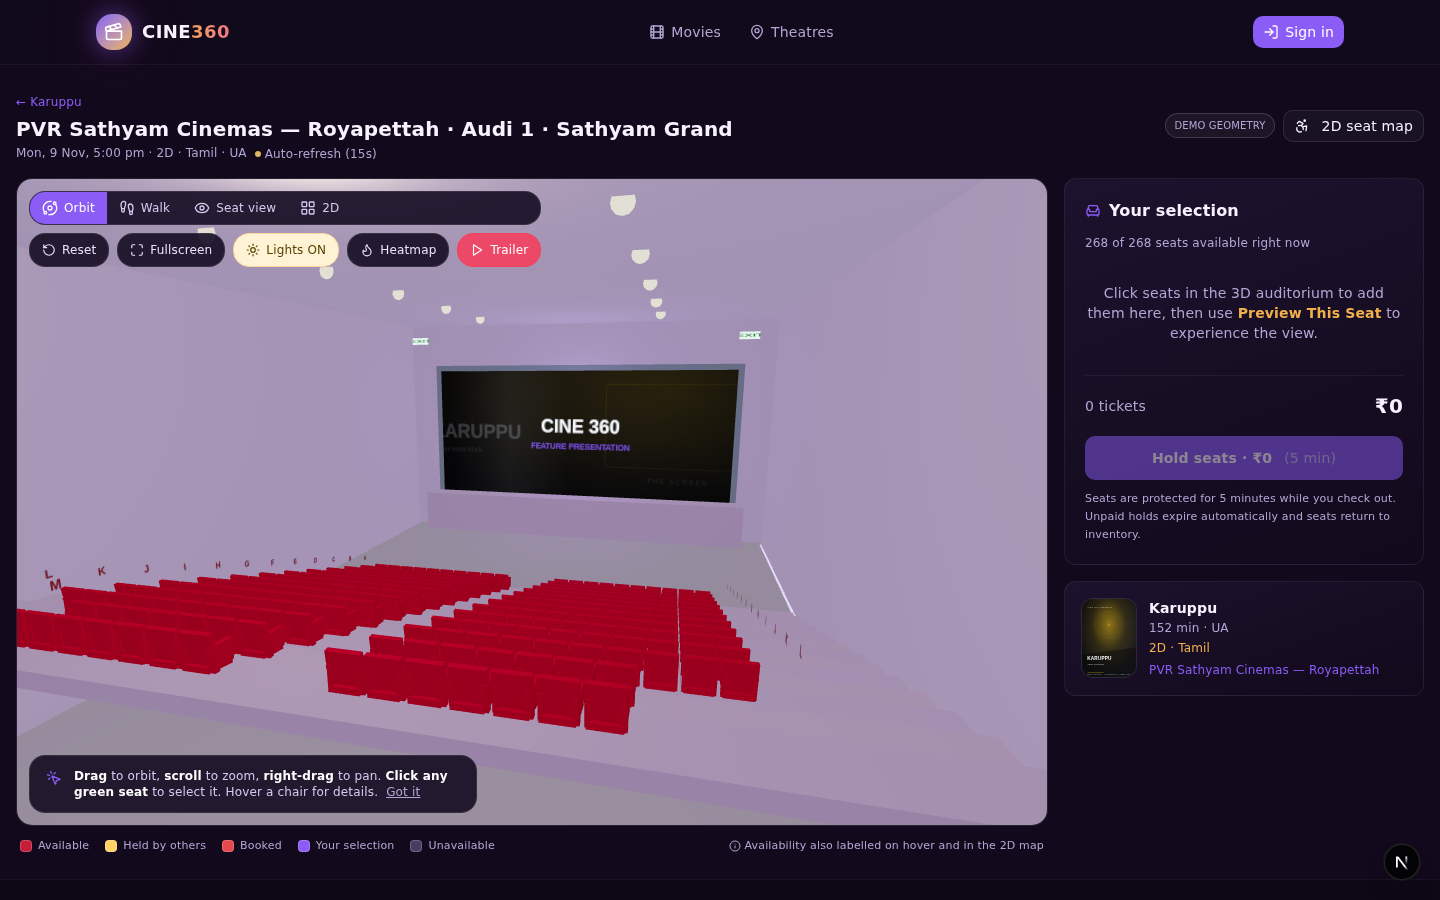 CINE360
Movies
Theatres
Sign in
← Karuppu
PVR Sathyam Cinemas — Royapettah · Audi 1 · Sathyam Grand
Mon, 9 Nov, 5:00 pm · 2D · Tamil · UA
Auto-refresh (15s)
DEMO GEOMETRY
2D seat map
Orbit
Walk
Seat view
2D
Reset
Fullscreen
Lights ON
Heatmap
Trailer
EXIT
EXIT
ARUPPU
CINE 360
FEATURE PRESENTATION
THE SCREEN
M
L
K
J
I
H
G
F
E
D
C
Drag to orbit, scroll to zoom, right-drag to pan. Click any
green seat to select it. Hover a chair for details. Got it
Available
Held by others
Booked
Your selection
Unavailable
Availability also labelled on hover and in the 2D map
Your selection
268 of 268 seats available right now
Click seats in the 3D auditorium to add
them here, then use Preview This Seat to
experience the view.
0 tickets
₹0
Hold seats · ₹0 (5 min)
Seats are protected for 5 minutes while you check out.
Unpaid holds expire automatically and seats return to
inventory.
KARUPPU
Karuppu
152 min · UA
2D · Tamil
PVR Sathyam Cinemas — Royapettah
N